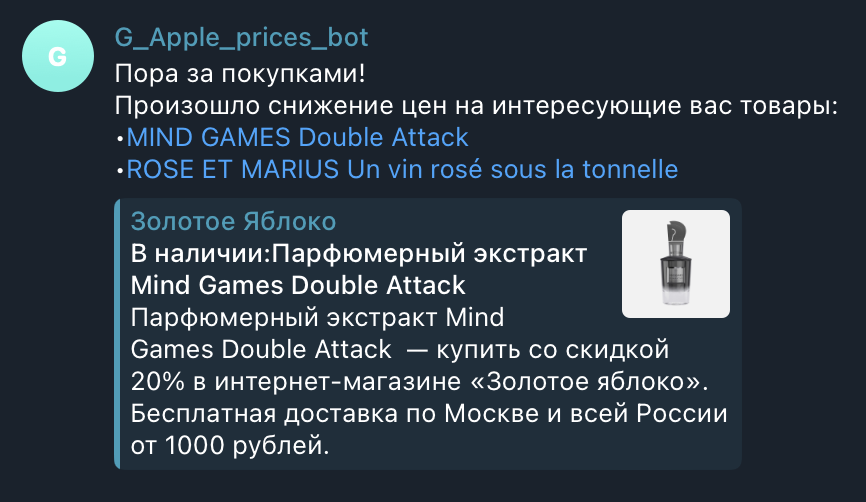 G
G_Apple_prices_bot
Пора за покупками!
Произошло снижение цен на интересующие вас товары:
•MIND GAMES Double Attack
•ROSE ET MARIUS Un vin rosé sous la tonnelle
Золотое Яблоко
В наличии:Парфюмерный экстракт
Mind Games Double Attack
Парфюмерный экстракт Mind
Games Double Attack — купить со скидкой
20% в интернет-магазине «Золотое яблоко».
Бесплатная доставка по Москве и всей России
от 1000 рублей.